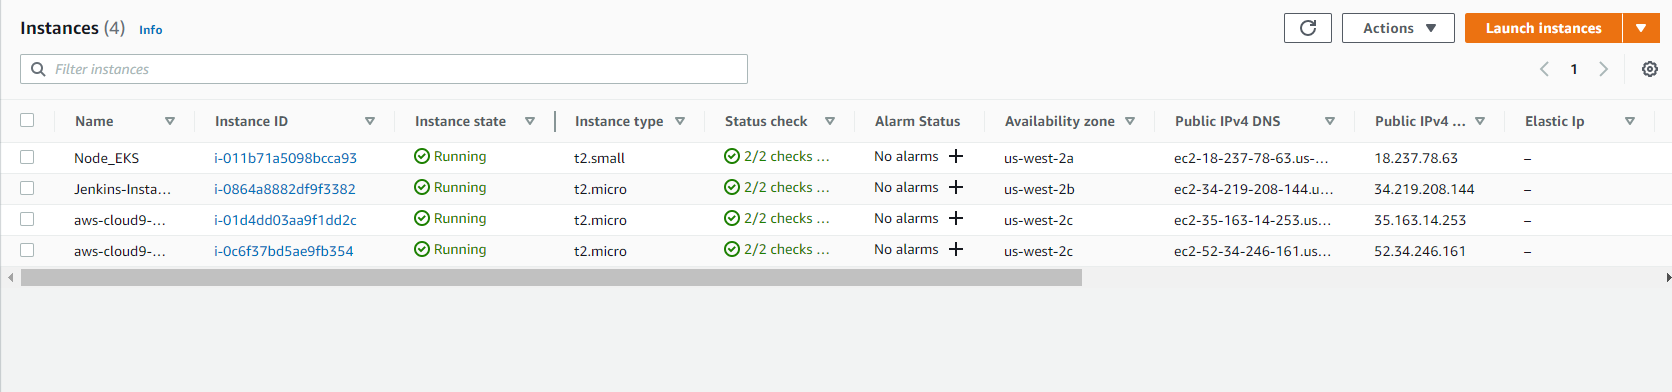 Instances (4) Info Actions Launch instances
Filter instances 1
Name Instance ID Instance state Instance type Status check Alarm Status Availability zone Public IPv4 DNS Public IPv4 ... Elastic Ip
Node_EKS i-011b71a5098bcca93 Running t2.small 2/2 checks ... No alarms + us-west-2a ec2-18-237-78-63.us-... 18.237.78.63 –
Jenkins-Insta... i-0864a8882df9f3382 Running t2.micro 2/2 checks ... No alarms + us-west-2b ec2-34-219-208-144.u... 34.219.208.144 –
aws-cloud9-... i-01d4dd03aa9f1dd2c Running t2.micro 2/2 checks ... No alarms + us-west-2c ec2-35-163-14-253.us... 35.163.14.253 –
aws-cloud9-... i-0c6f37bd5ae9fb354 Running t2.micro 2/2 checks ... No alarms + us-west-2c ec2-52-34-246-161.us... 52.34.246.161 –